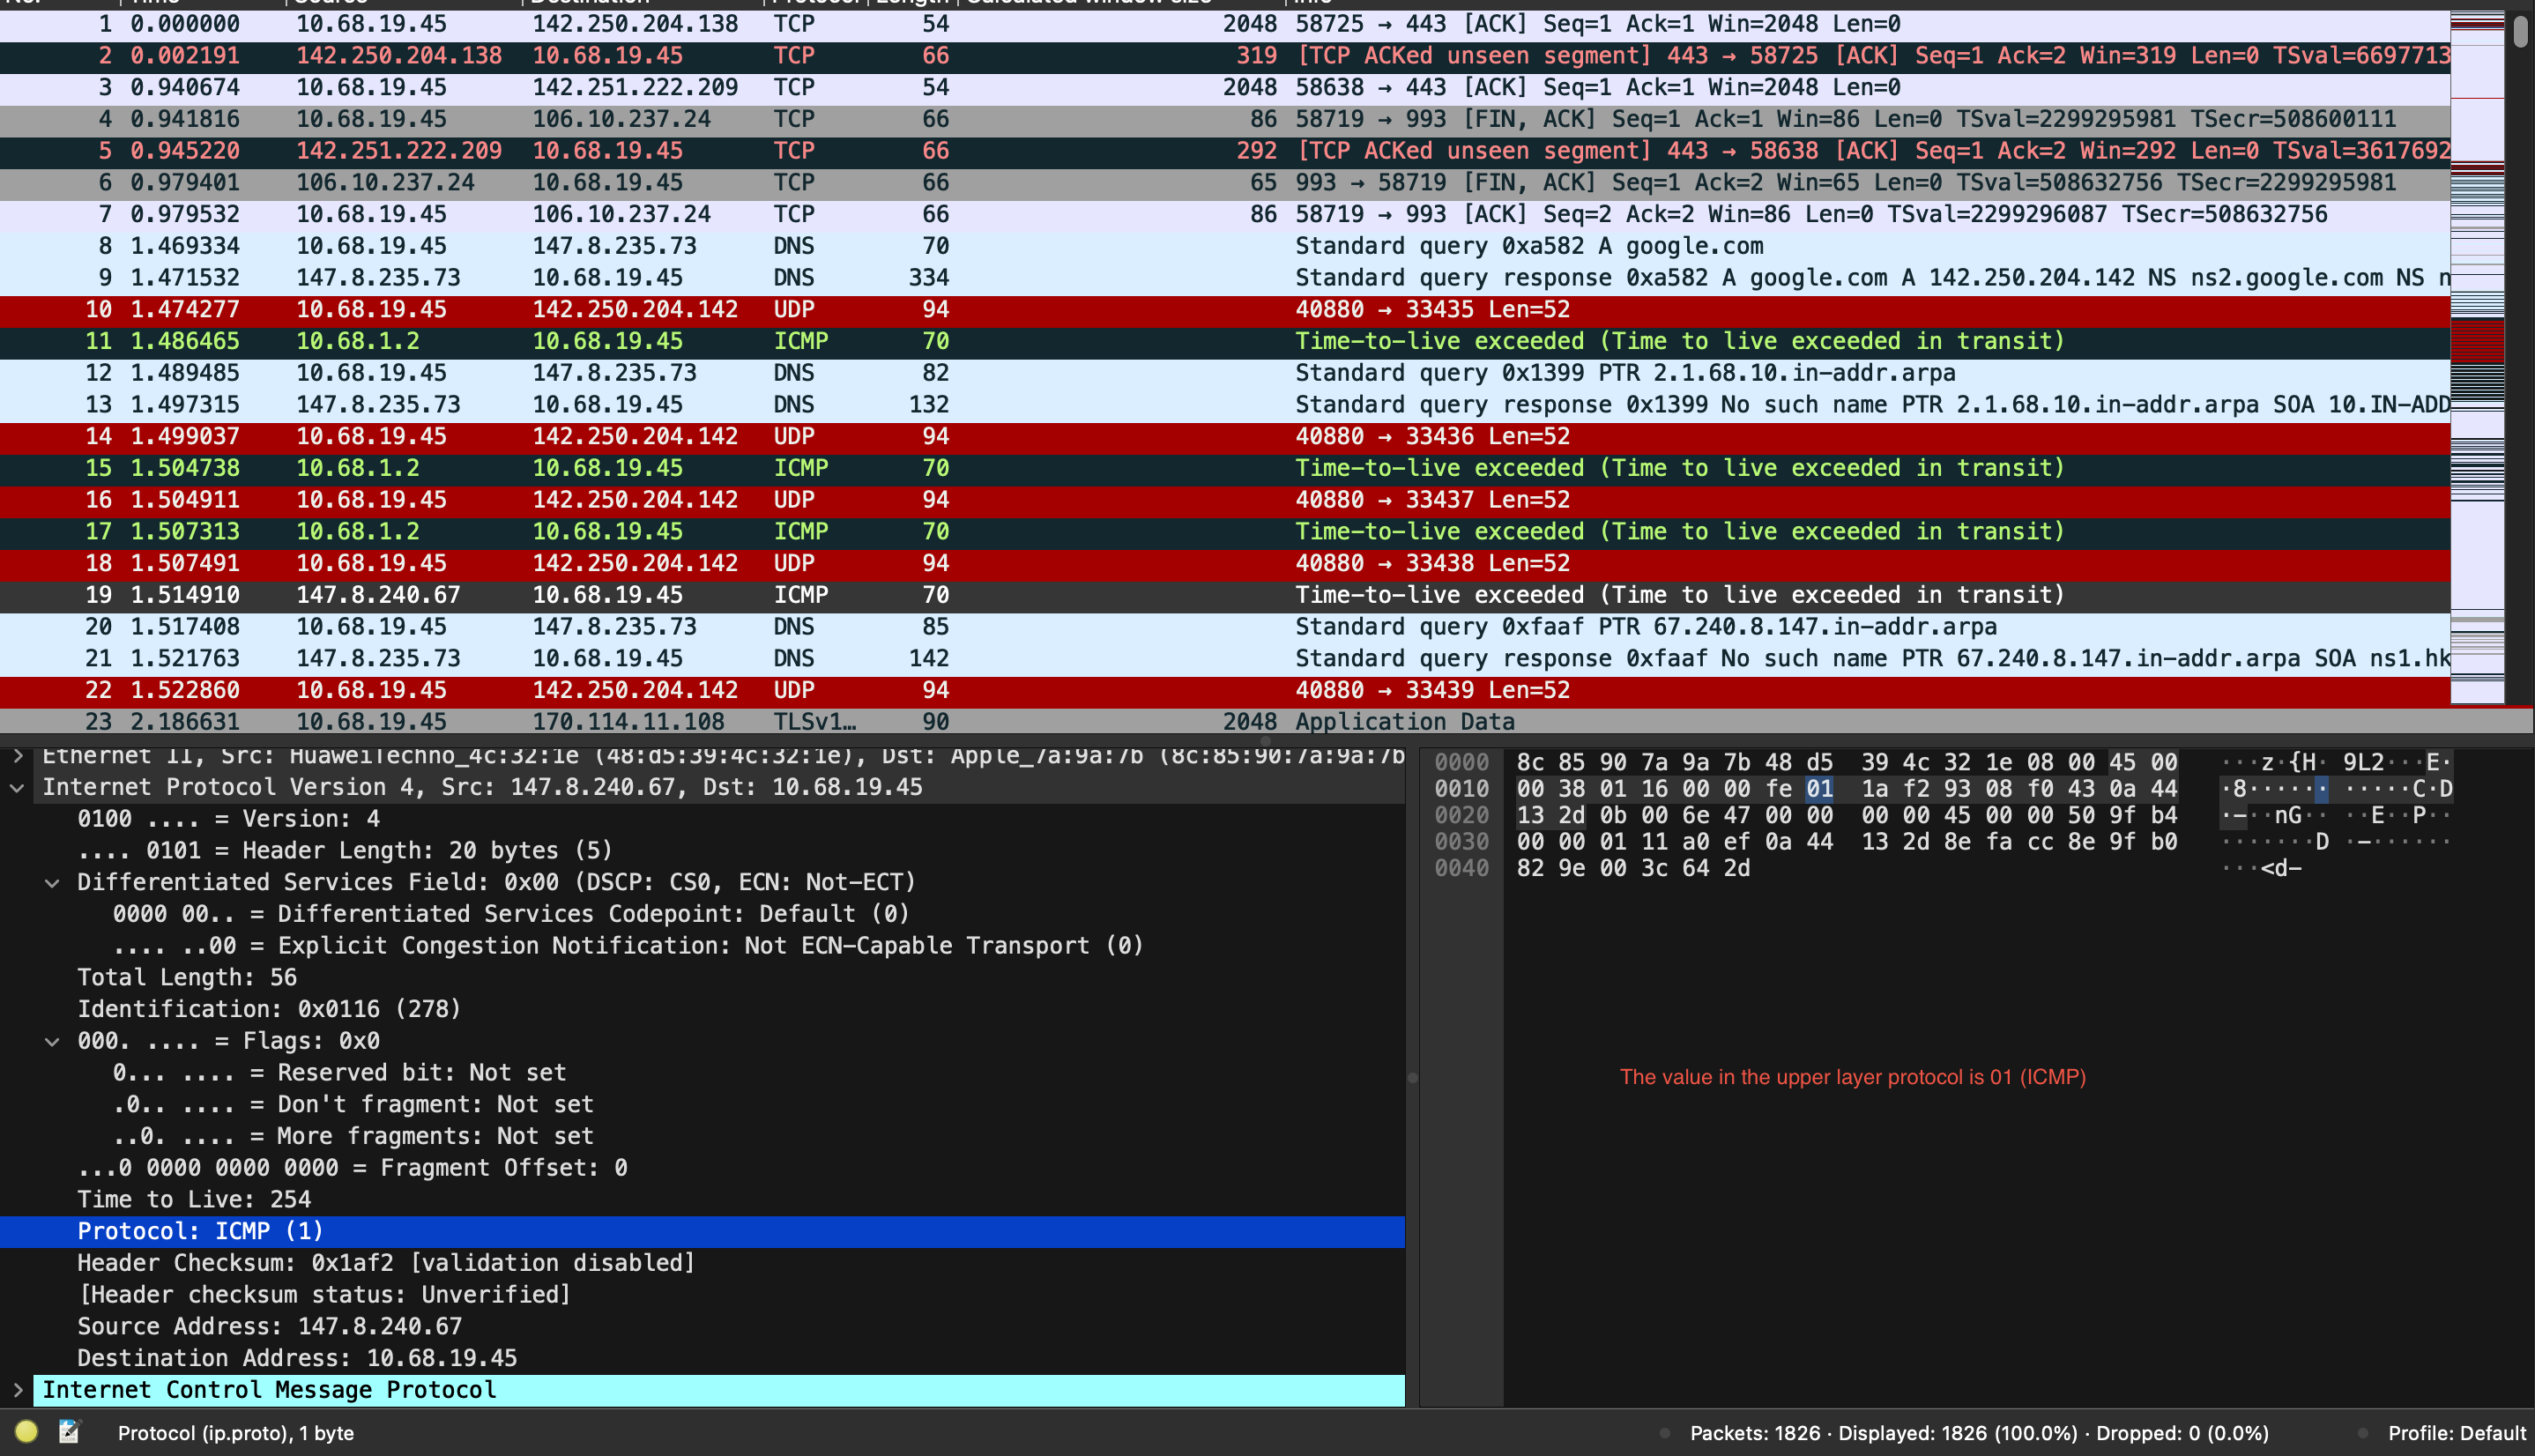 No. Time Source Destination Protocol Length Calculated window size Info
1 0.000000 10.68.19.45 142.250.204.138 TCP 54 2048 58725 → 443 [ACK] Seq=1 Ack=1 Win=2048 Len=0
2 0.002191 142.250.204.138 10.68.19.45 TCP 66 319 [TCP ACKed unseen segment] 443 → 58725 [ACK] Seq=1 Ack=2 Win=319 Len=0 TSval=6697713
3 0.940674 10.68.19.45 142.251.222.209 TCP 54 2048 58638 → 443 [ACK] Seq=1 Ack=1 Win=2048 Len=0
4 0.941816 10.68.19.45 106.10.237.24 TCP 66 86 58719 → 993 [FIN, ACK] Seq=1 Ack=1 Win=86 Len=0 TSval=2299295981 TSecr=508600111
5 0.945220 142.251.222.209 10.68.19.45 TCP 66 292 [TCP ACKed unseen segment] 443 → 58638 [ACK] Seq=1 Ack=2 Win=292 Len=0 TSval=3617692
6 0.979401 106.10.237.24 10.68.19.45 TCP 66 65 993 → 58719 [FIN, ACK] Seq=1 Ack=2 Win=65 Len=0 TSval=508632756 TSecr=2299295981
7 0.979532 10.68.19.45 106.10.237.24 TCP 66 86 58719 → 993 [ACK] Seq=2 Ack=2 Win=86 Len=0 TSval=2299296087 TSecr=508632756
8 1.469334 10.68.19.45 147.8.235.73 DNS 70 Standard query 0xa582 A google.com
9 1.471532 147.8.235.73 10.68.19.45 DNS 334 Standard query response 0xa582 A google.com A 142.250.204.142 NS ns2.google.com NS n
10 1.474277 10.68.19.45 142.250.204.142 UDP 94 40880 → 33435 Len=52
11 1.486465 10.68.1.2 10.68.19.45 ICMP 70 Time-to-live exceeded (Time to live exceeded in transit)
12 1.489485 10.68.19.45 147.8.235.73 DNS 82 Standard query 0x1399 PTR 2.1.68.10.in-addr.arpa
13 1.497315 147.8.235.73 10.68.19.45 DNS 132 Standard query response 0x1399 No such name PTR 2.1.68.10.in-addr.arpa SOA 10.IN-ADD
14 1.499037 10.68.19.45 142.250.204.142 UDP 94 40880 → 33436 Len=52
15 1.504738 10.68.1.2 10.68.19.45 ICMP 70 Time-to-live exceeded (Time to live exceeded in transit)
16 1.504911 10.68.19.45 142.250.204.142 UDP 94 40880 → 33437 Len=52
17 1.507313 10.68.1.2 10.68.19.45 ICMP 70 Time-to-live exceeded (Time to live exceeded in transit)
18 1.507491 10.68.19.45 142.250.204.142 UDP 94 40880 → 33438 Len=52
19 1.514910 147.8.240.67 10.68.19.45 ICMP 70 Time-to-live exceeded (Time to live exceeded in transit)
20 1.517408 10.68.19.45 147.8.235.73 DNS 85 Standard query 0xfaaf PTR 67.240.8.147.in-addr.arpa
21 1.521763 147.8.235.73 10.68.19.45 DNS 142 Standard query response 0xfaaf No such name PTR 67.240.8.147.in-addr.arpa SOA ns1.hk
22 1.522860 10.68.19.45 142.250.204.142 UDP 94 40880 → 33439 Len=52
23 2.186631 10.68.19.45 170.114.11.108 TLSv1… 90 2048 Application Data
Ethernet II, Src: HuaweiTechno_4c:32:1e (48:d5:39:4c:32:1e), Dst: Apple_7a:9a:7b (8c:85:90:7a:9a:7b
Internet Protocol Version 4, Src: 147.8.240.67, Dst: 10.68.19.45
0100 .... = Version: 4
.... 0101 = Header Length: 20 bytes (5)
Differentiated Services Field: 0x00 (DSCP: CS0, ECN: Not-ECT)
0000 00.. = Differentiated Services Codepoint: Default (0)
.... ..00 = Explicit Congestion Notification: Not ECN-Capable Transport (0)
Total Length: 56
Identification: 0x0116 (278)
000. .... = Flags: 0x0
0... .... = Reserved bit: Not set
.0.. .... = Don't fragment: Not set
..0. .... = More fragments: Not set
...0 0000 0000 0000 = Fragment Offset: 0
Time to Live: 254
Protocol: ICMP (1)
Header Checksum: 0x1af2 [validation disabled]
[Header checksum status: Unverified]
Source Address: 147.8.240.67
Destination Address: 10.68.19.45
Internet Control Message Protocol
0000 8c 85 90 7a 9a 7b 48 d5 39 4c 32 1e 08 00 45 00 ···z·{H· 9L2···E·
0010 00 38 01 16 00 00 fe 01 1a f2 93 08 f0 43 0a 44 ·8······ ·····C·D
0020 13 2d 0b 00 6e 47 00 00 00 00 45 00 00 50 9f b4 ·-··nG·· ··E··P··
0030 00 00 01 11 a0 ef 0a 44 13 2d 8e fa cc 8e 9f b0 ·······D ·-······
0040 82 9e 00 3c 64 2d ···<d-
The value in the upper layer protocol is 01 (ICMP)
Protocol (ip.proto), 1 byte
Packets: 1826 · Displayed: 1826 (100.0%) · Dropped: 0 (0.0%)
Profile: Default